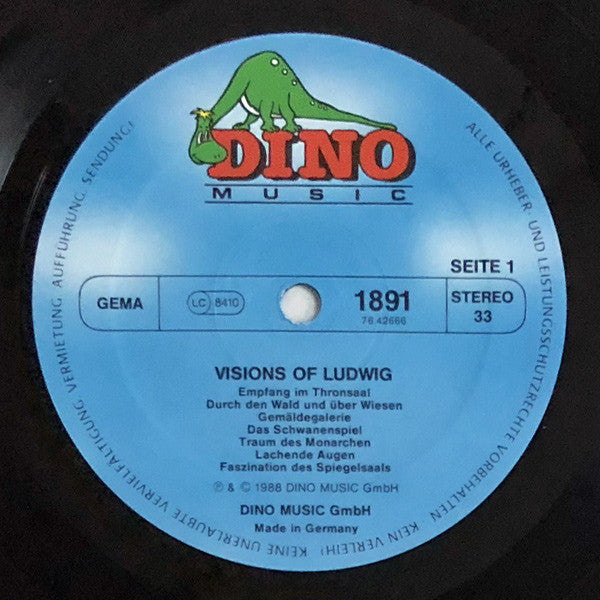 DINO
MUSIC
SEITE 1
GEMA
LC 8410
1891
76.42666
STEREO
33
VISIONS OF LUDWIG
Empfang im Thronsaal
Durch den Wald und über Wiesen
Gemäldegalerie
Das Schwanenspiel
Traum des Monarchen
Lachende Augen
Faszination des Spiegelsaals
℗ & © 1988 DINO MUSIC GmbH
DINO MUSIC GmbH
Made in Germany
ALLE URHEBER- UND LEISTUNGSSCHUTZRECHTE VORBEHALTEN · KEIN VERLEIH! KEINE UNERLAUBTE VERVIELFÄLTIGUNG, VERMIETUNG, AUFFÜHRUNG, SENDUNG!